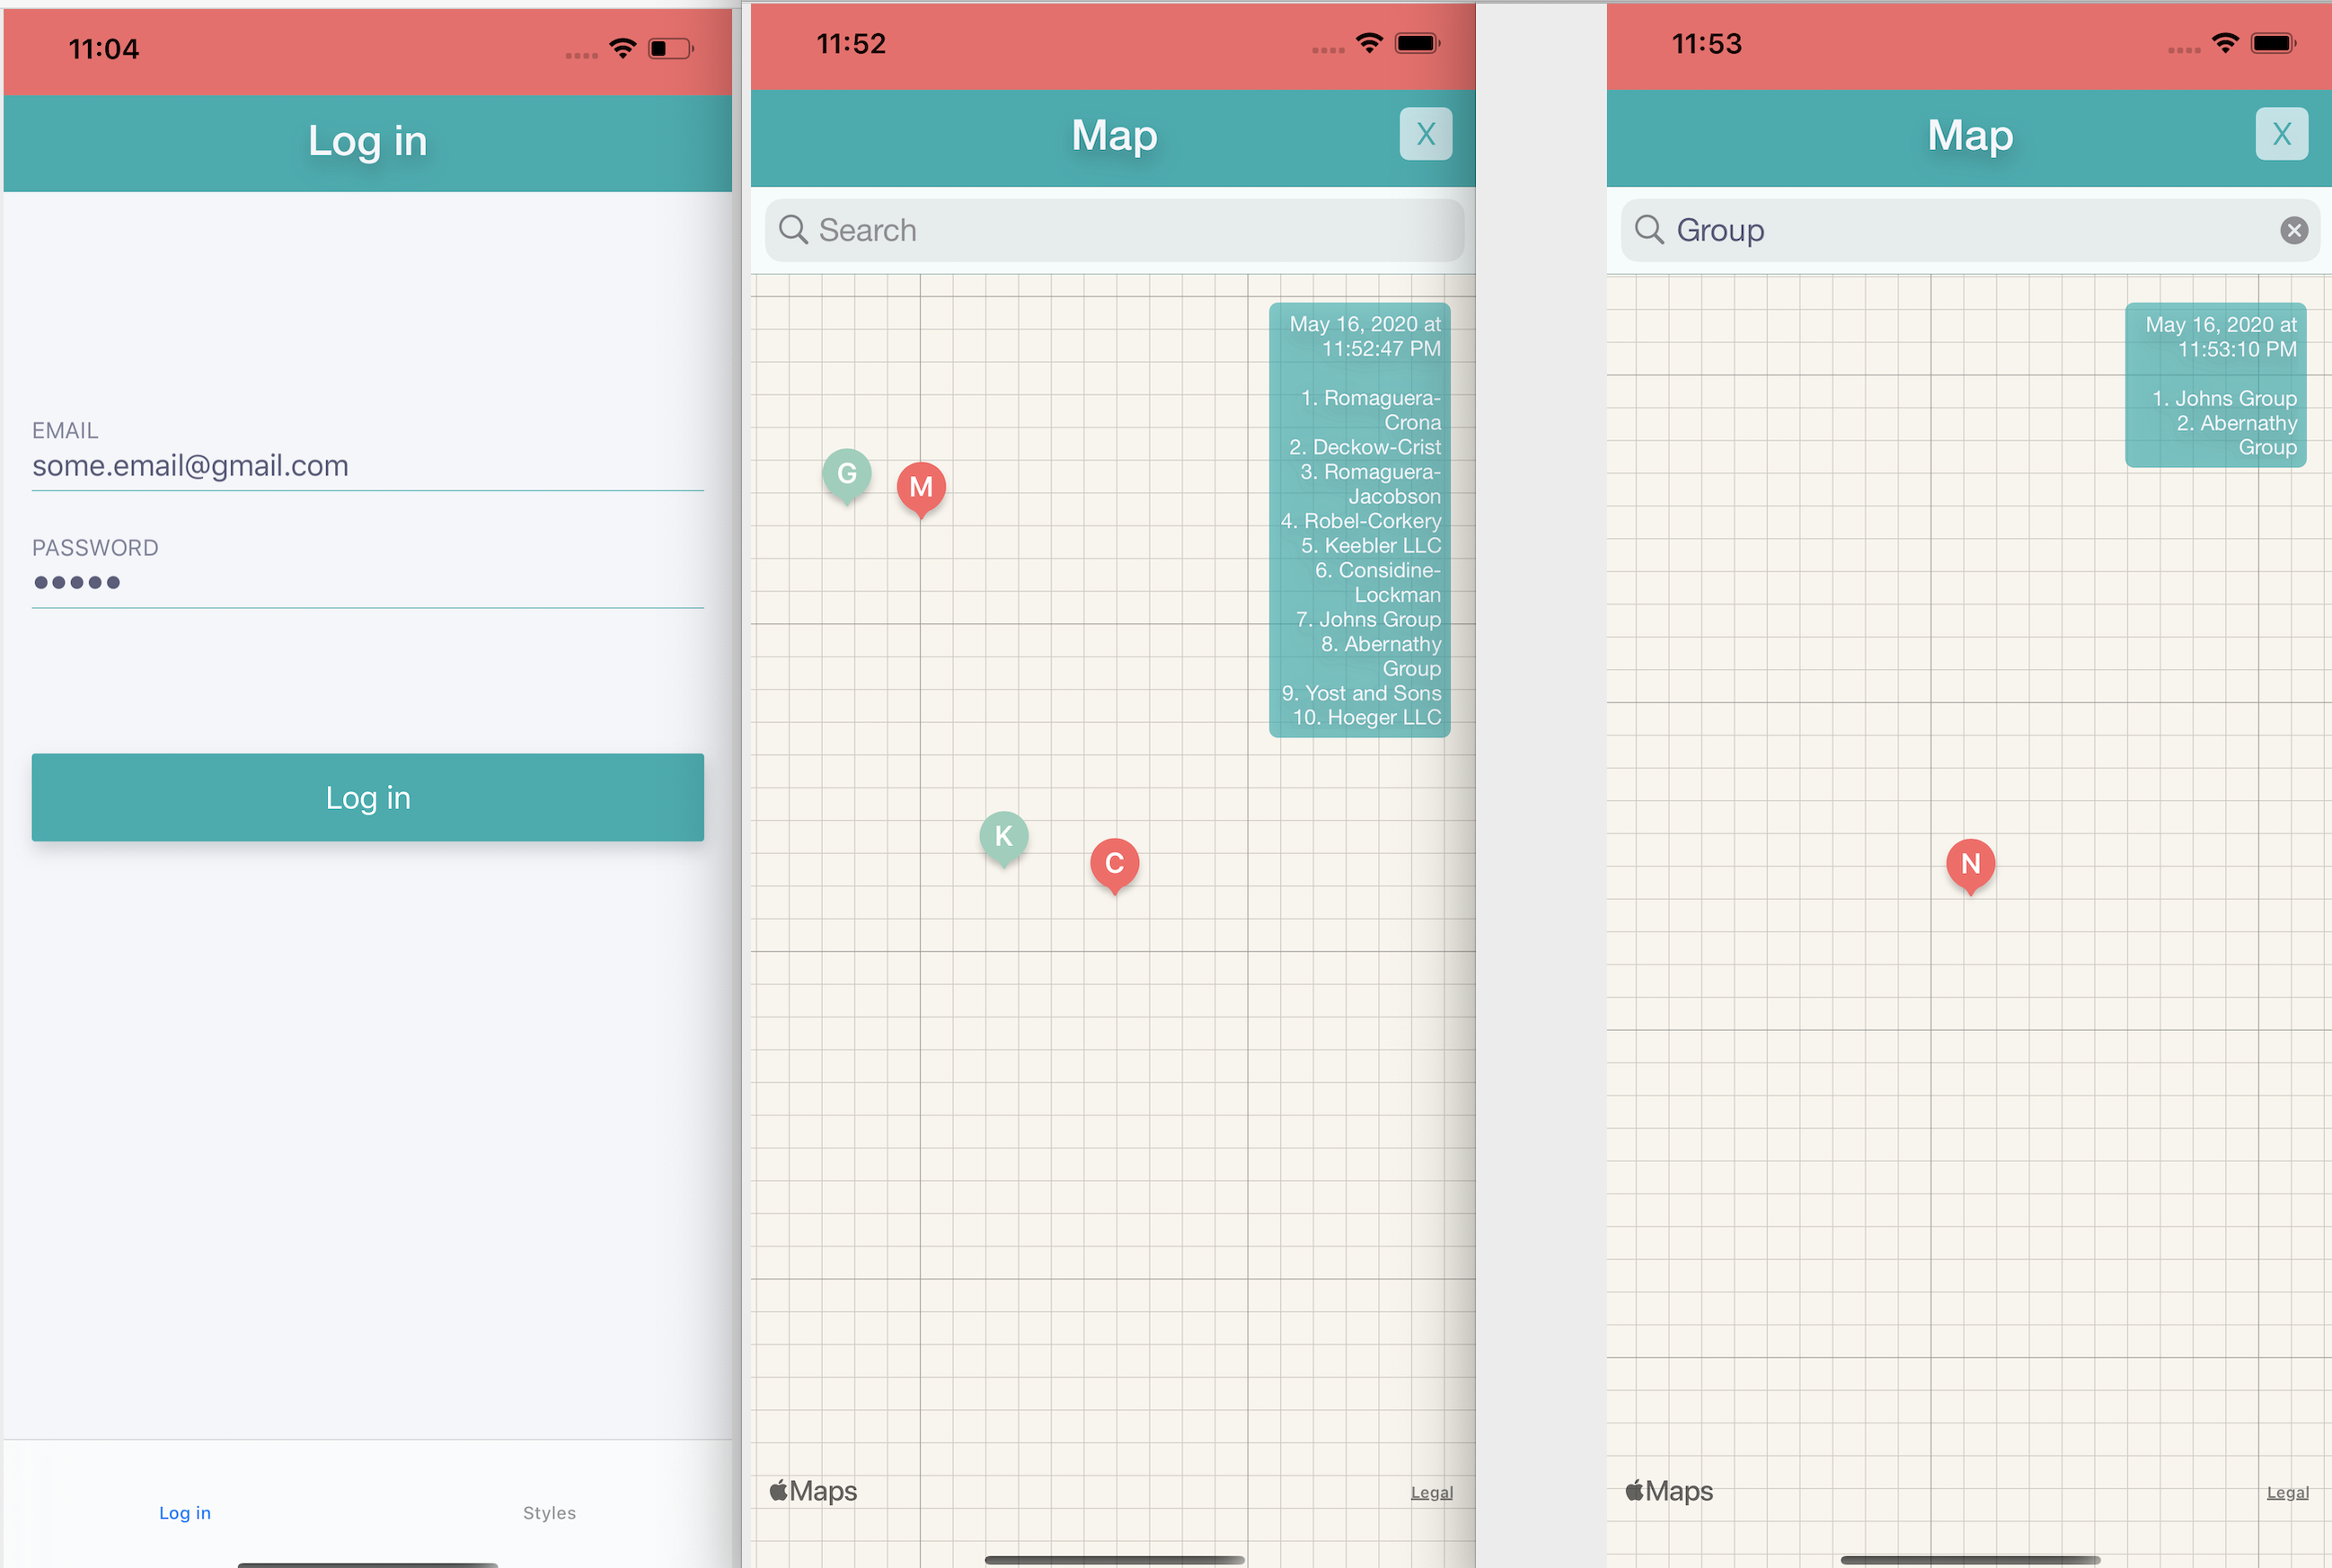 11:04
Log in
EMAIL
some.email@gmail.com
PASSWORD
●●●●●
Log in
Log in
Styles
11:52
Map
X
Search
May 16, 2020 at
11:52:47 PM
1. Romaguera-
Crona
2. Deckow-Crist
3. Romaguera-
Jacobson
4. Robel-Corkery
5. Keebler LLC
6. Considine-
Lockman
7. Johns Group
8. Abernathy
Group
9. Yost and Sons
10. Hoeger LLC
G
M
K
C
Maps
Legal
11:53
Map
X
Group
May 16, 2020 at
11:53:10 PM
1. Johns Group
2. Abernathy
Group
N
Maps
Legal